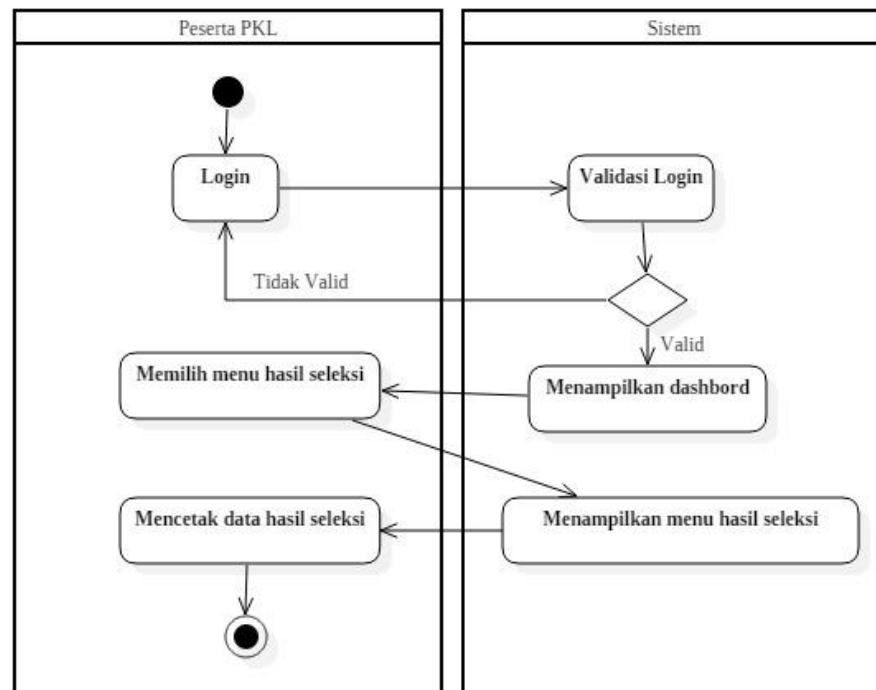 Peserta PKL
Sistem
Login
Validasi Login
Tidak Valid
Valid
Memilih menu hasil seleksi
Menampilkan dashbord
Mencetak data hasil seleksi
Menampilkan menu hasil seleksi